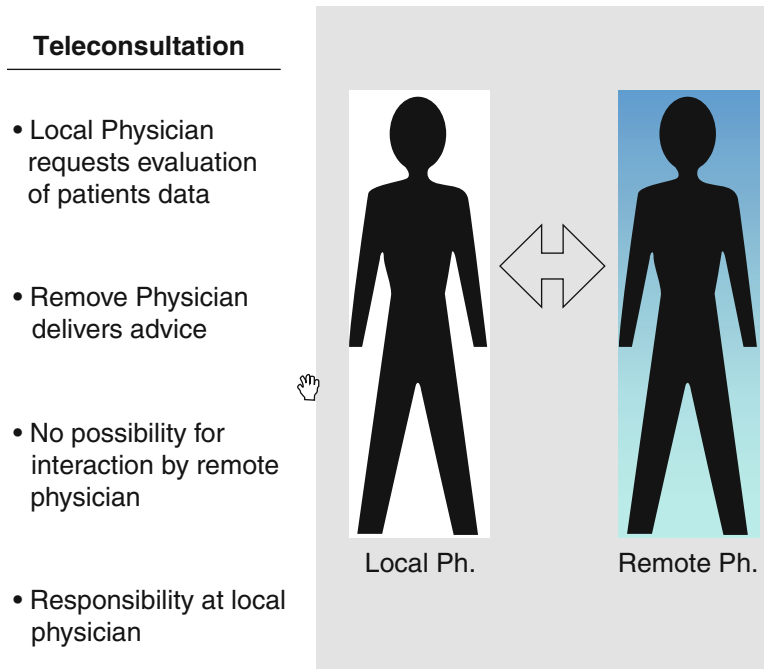 Teleconsultation
• Local Physician
requests evaluation
of patients data
• Remove Physician
delivers advice
• No possibility for
interaction by remote
physician
• Responsibility at local
physician
Local Ph.
Remote Ph.